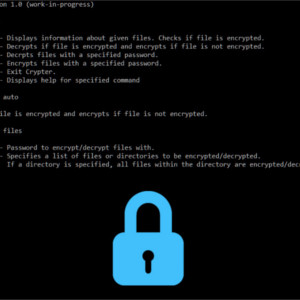 on 1.0 (work-in-progress)
- Displays information about given files. Checks if file is encrypted.
- Decrypts if file is encrypted and encrypts if file is not encrypted.
- Decrpts files with a specified password.
- Encrypts files with a specified password.
- Exit Crypter.
- Displays help for specified command
auto
ile is encrypted and encrypts if file is not encrypted.
files
- Password to encrypt/decrypt files with.
- Specifies a list of files or directories to be encrypted/decrypted.
If a directory is specified, all files within the directory are encrypted/dec